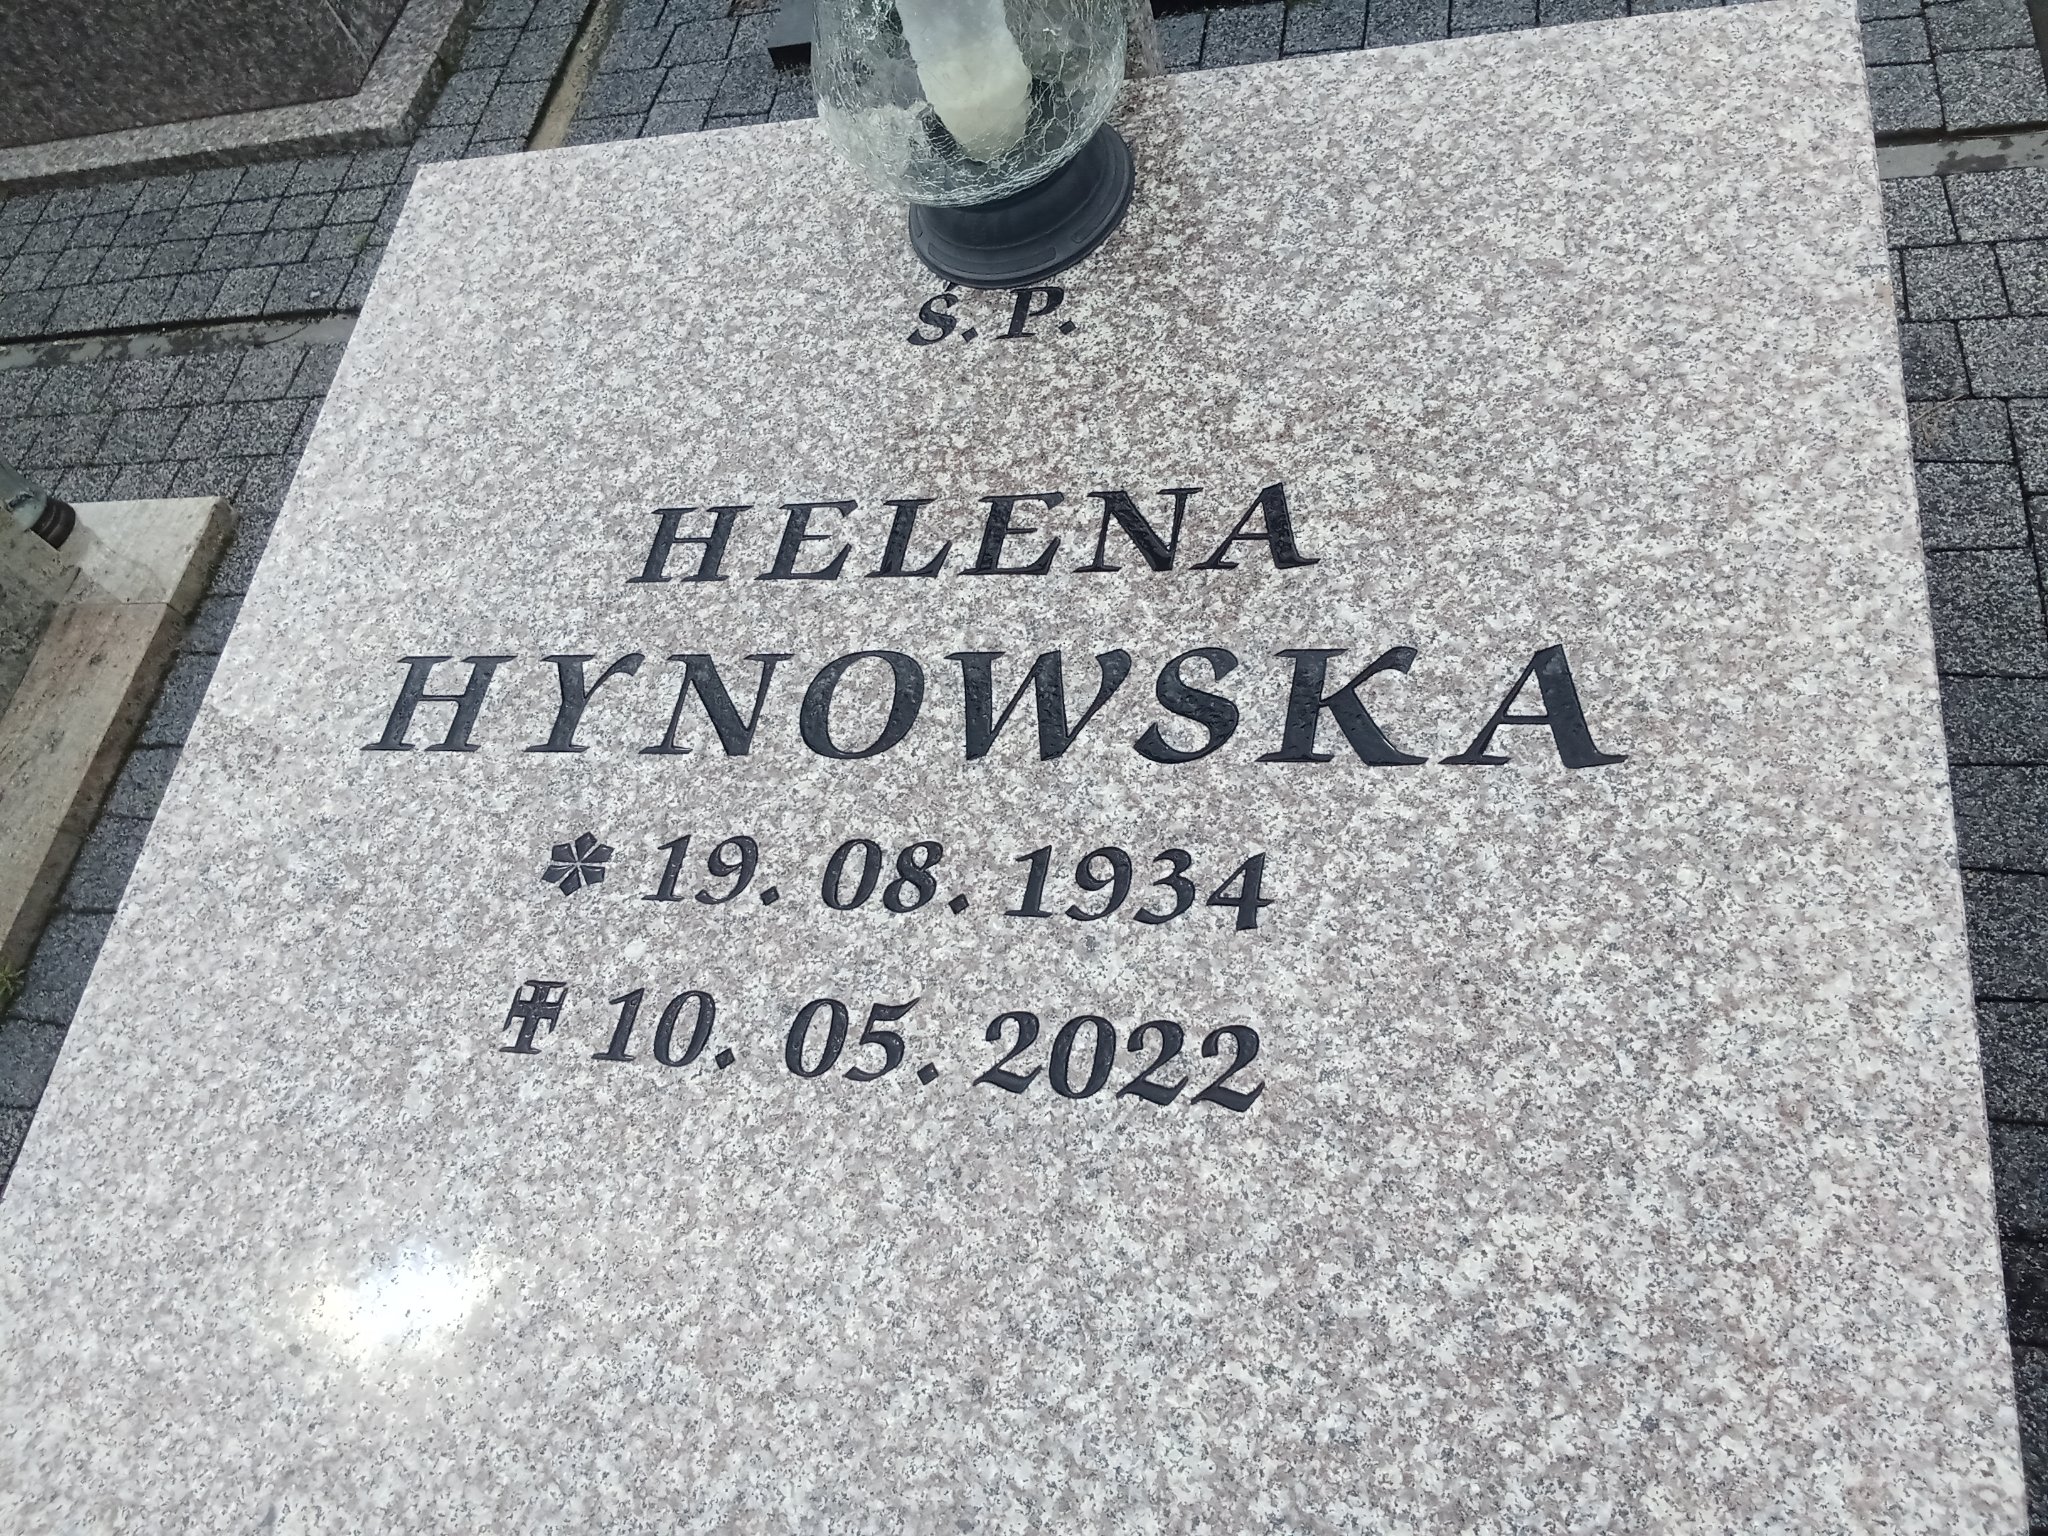 Ś. P.
HELENA
HYNOWSKA
* 19. 08. 1934
✝ 10. 05. 2022